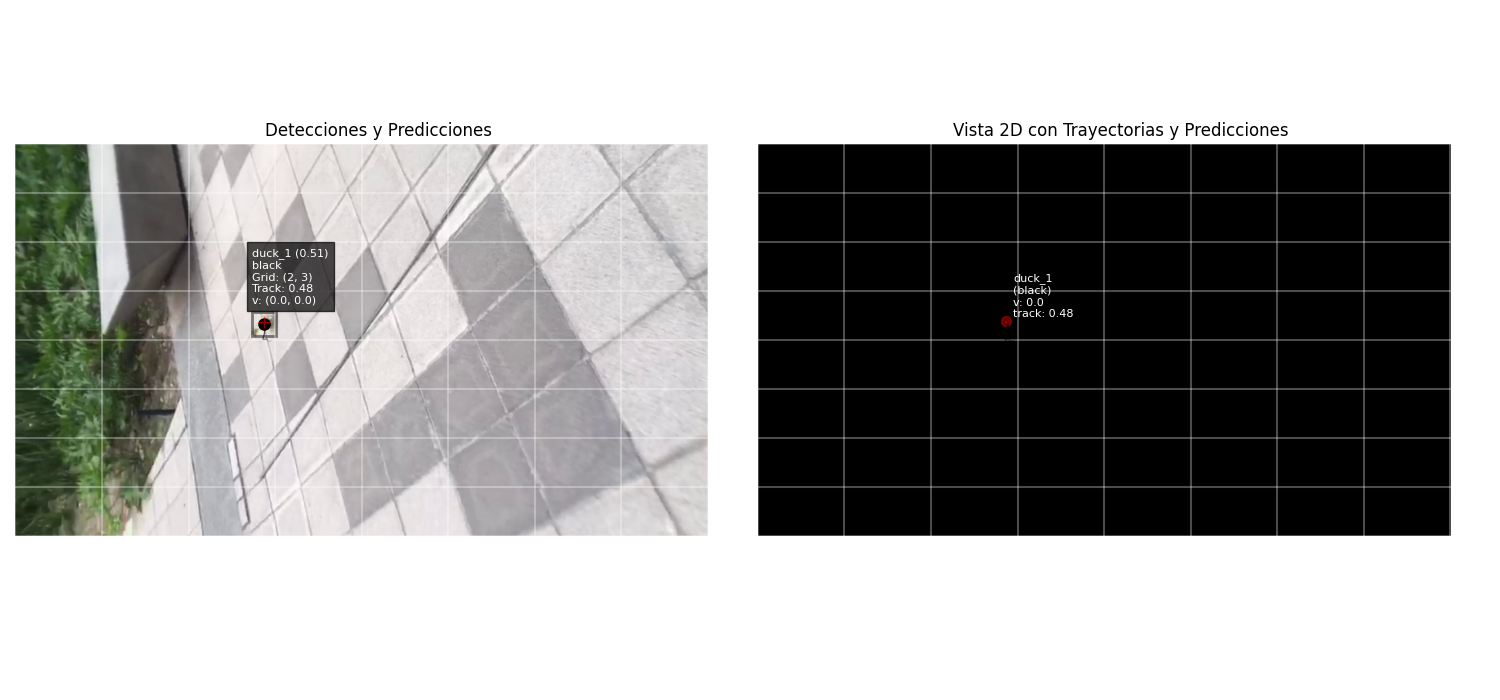 Detecciones y Predicciones
duck_1 (0.51)
black
Grid: (2, 3)
Track: 0.48
v: (0.0, 0.0)
Vista 2D con Trayectorias y Predicciones
duck_1
(black)
v: 0.0
track: 0.48